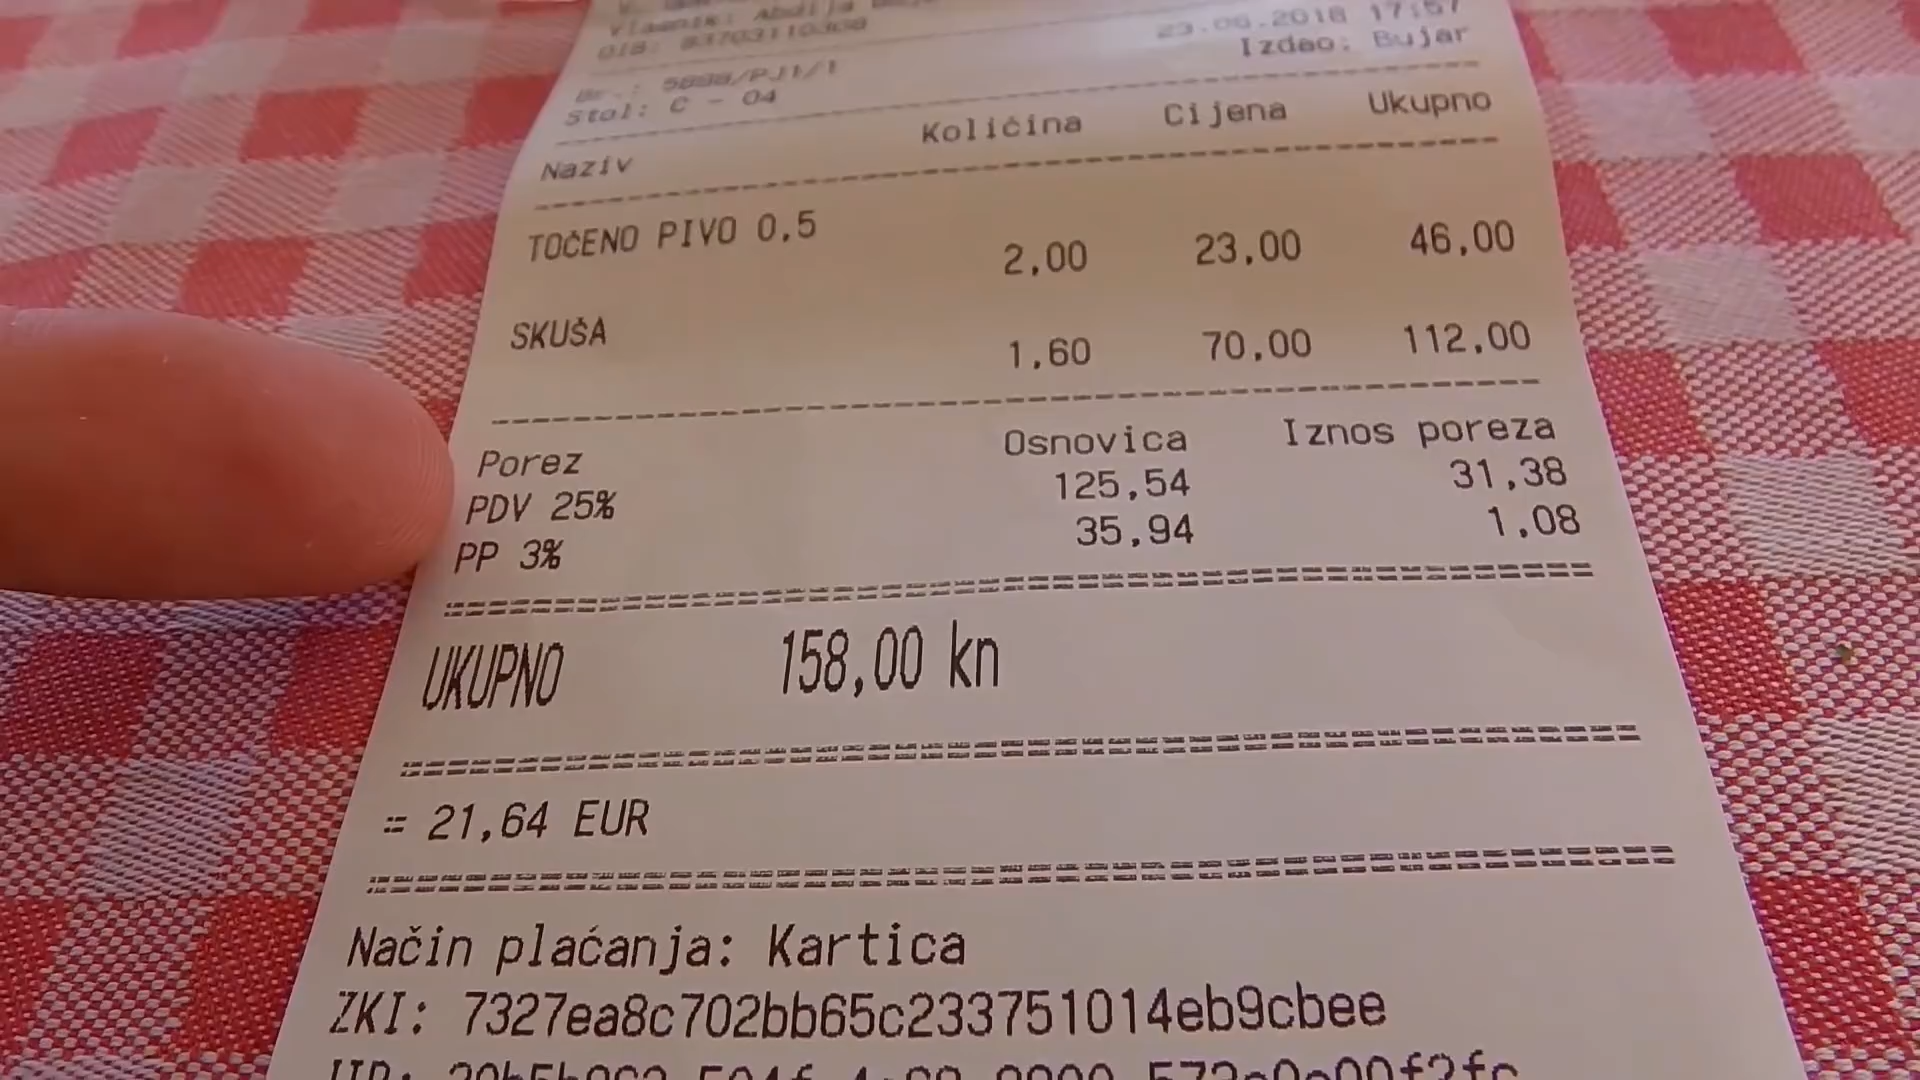 23.06.2018 17:57
Izdao: Bujar
Stol: C - 04
Naziv Količina Cijena Ukupno
TOČENO PIVO 0,5 2,00 23,00 46,00
SKUŠA 1,60 70,00 112,00
Porez Osnovica Iznos poreza
PDV 25% 125,54 31,38
PP 3% 35,94 1,08
UKUPNO 158,00 kn
= 21,64 EUR
Način plaćanja: Kartica
ZKI: 7327ea8c702bb65c233751014eb9cbee